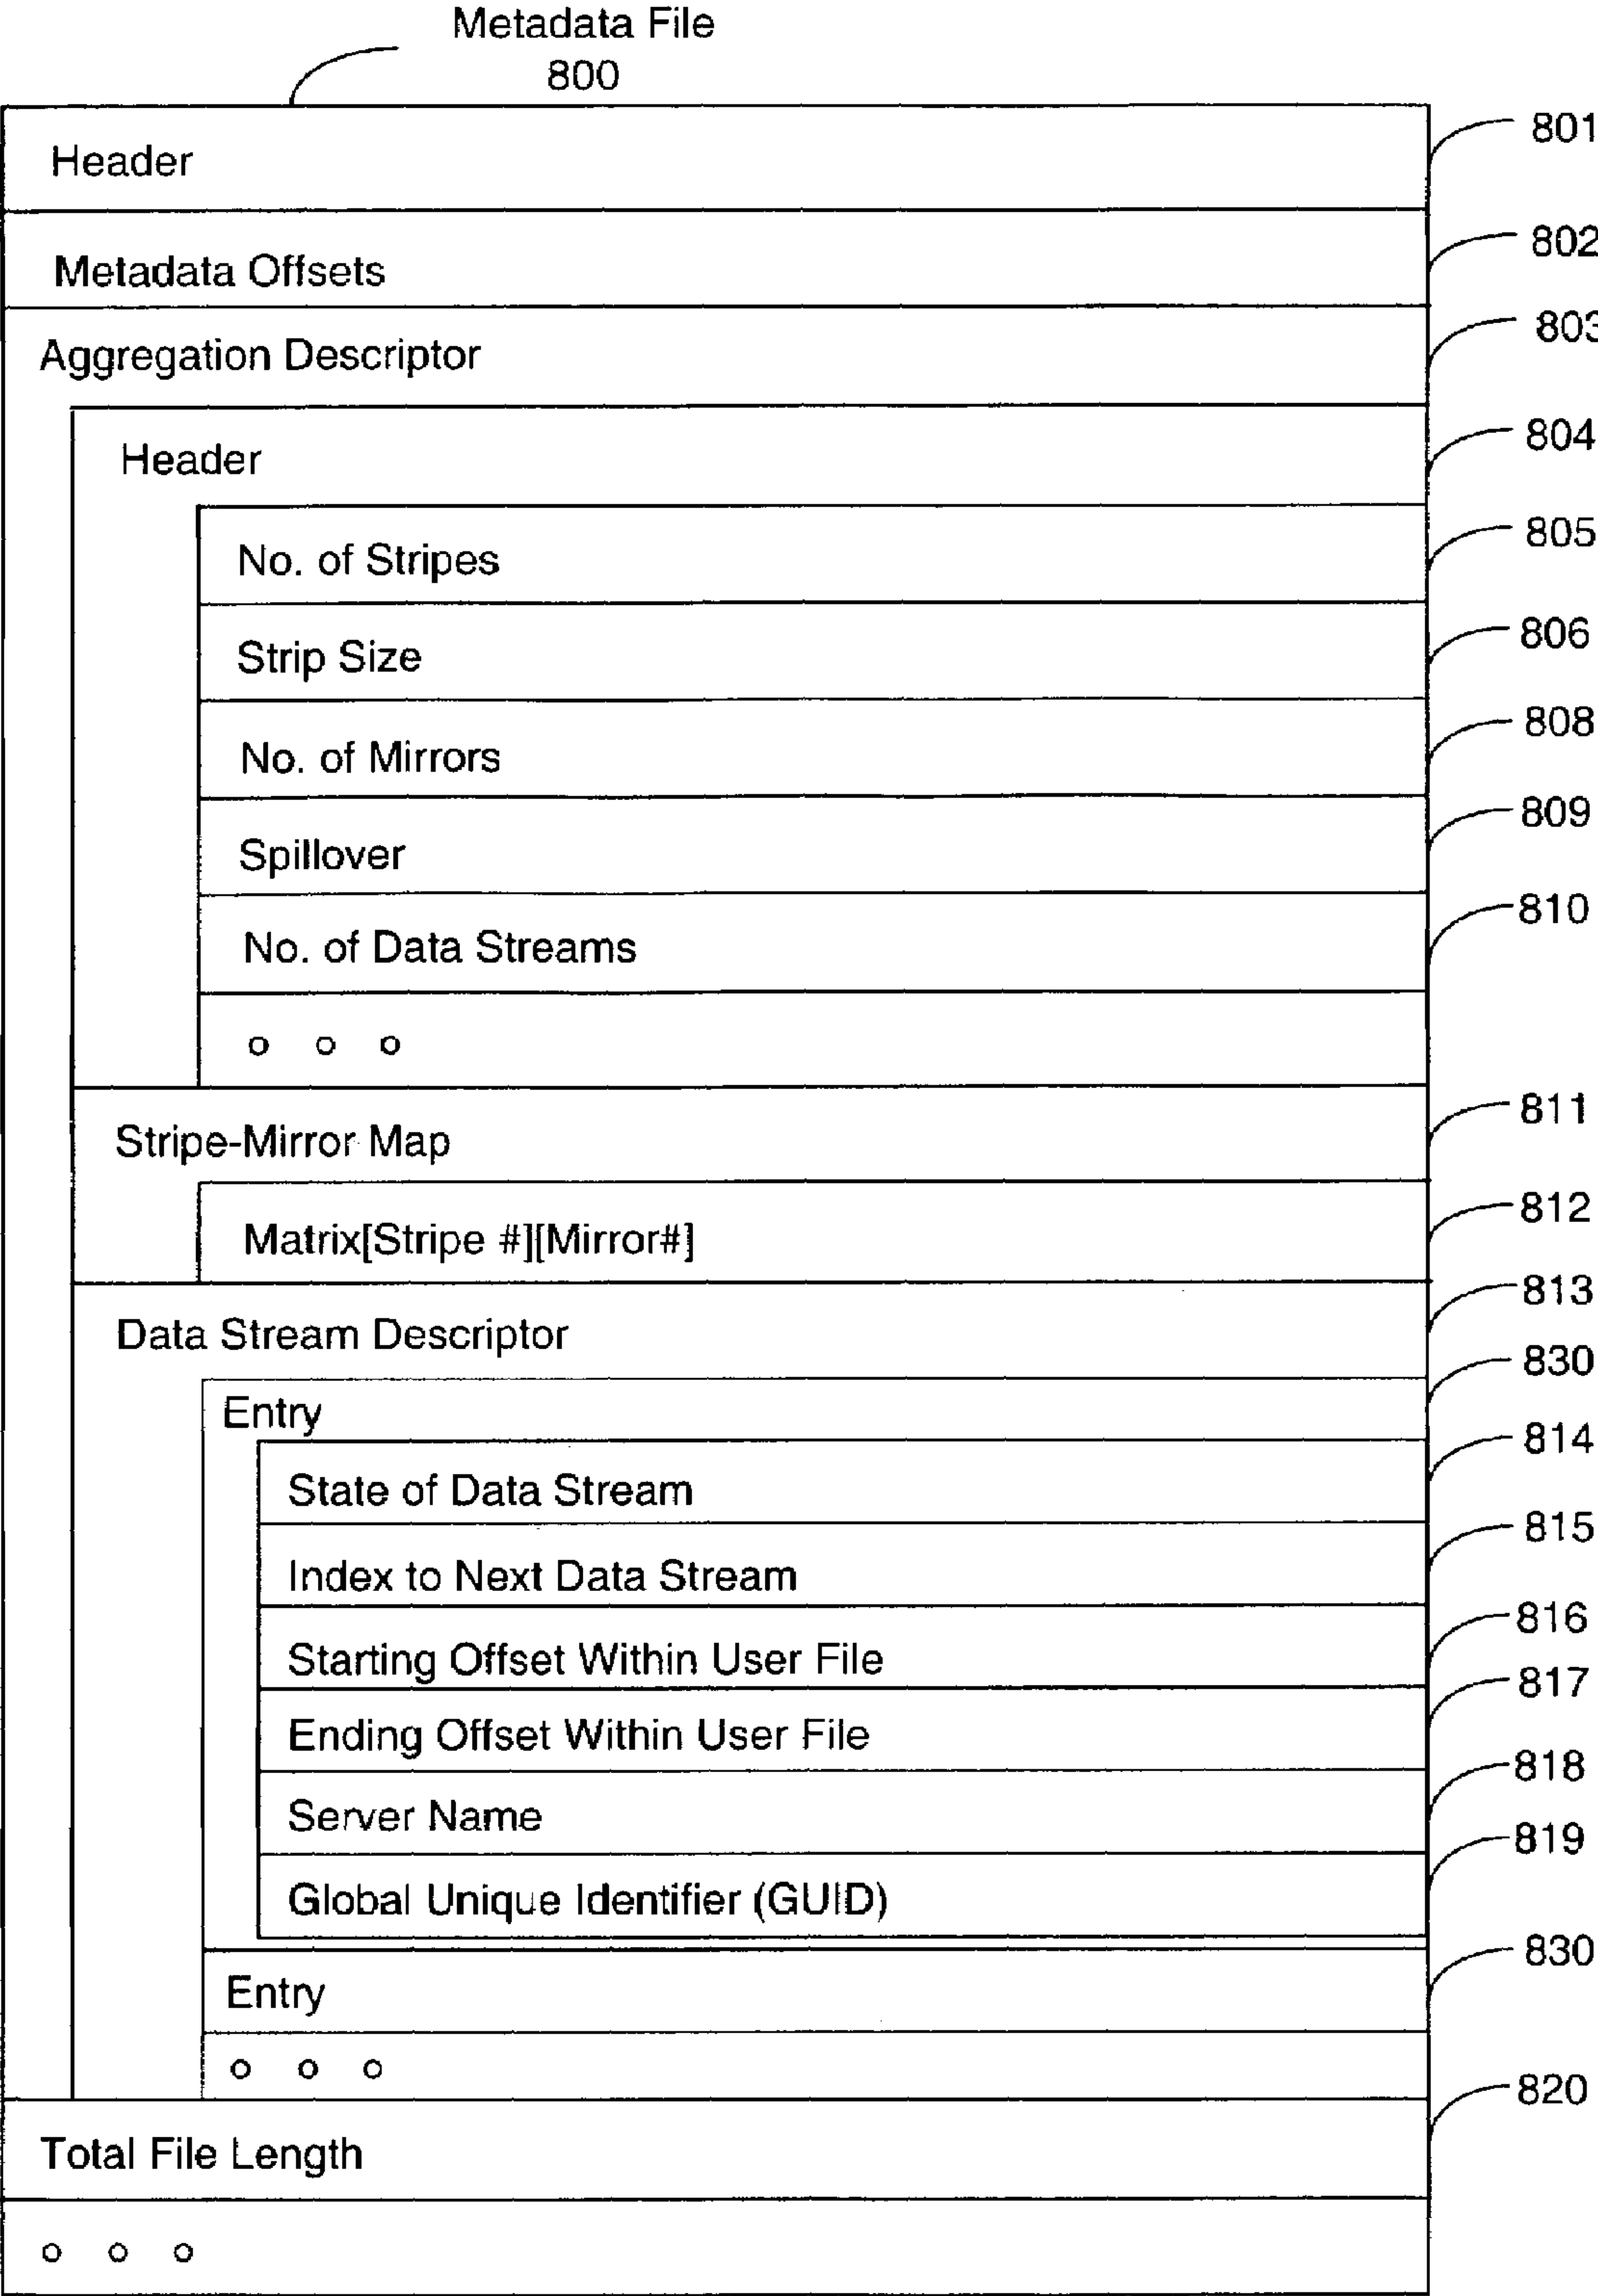 Metadata File
800
Header 801
Metadata Offsets 802
Aggregation Descriptor 803
Header 804
No. of Stripes 805
Strip Size 806
No. of Mirrors 808
Spillover 809
No. of Data Streams 810
o o o
Stripe-Mirror Map 811
Matrix[Stripe #][Mirror#] 812
Data Stream Descriptor 813
Entry 830
State of Data Stream 814
Index to Next Data Stream 815
Starting Offset Within User File 816
Ending Offset Within User File 817
Server Name 818
Global Unique Identifier (GUID) 819
Entry 830
o o o
Total File Length 820
o o o